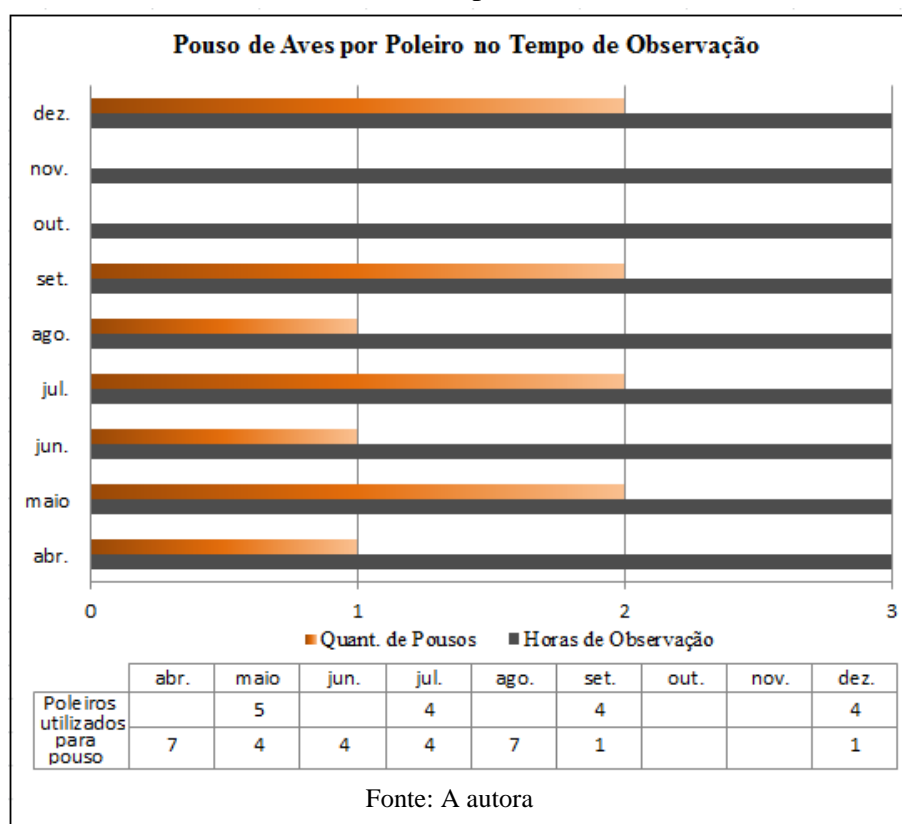 Pouso de Aves por Poleiro no Tempo de Observação
dez.
nov.
out.
set.
ago.
jul.
jun.
maio
abr.
0 1 2 3
Quant. de Pousos Horas de Observação
abr. maio jun. jul. ago. set. out. nov. dez.
Poleiros utilizados para pouso
5 4 4 4
7 4 4 4 7 1 1
Fonte: A autora